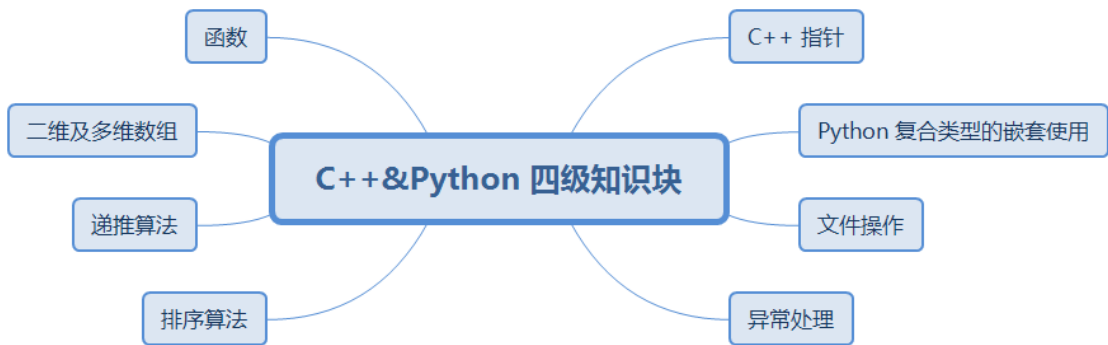 函数
C++ 指针
二维及多维数组
Python 复合类型的嵌套使用
C++&Python 四级知识块
递推算法
文件操作
排序算法
异常处理